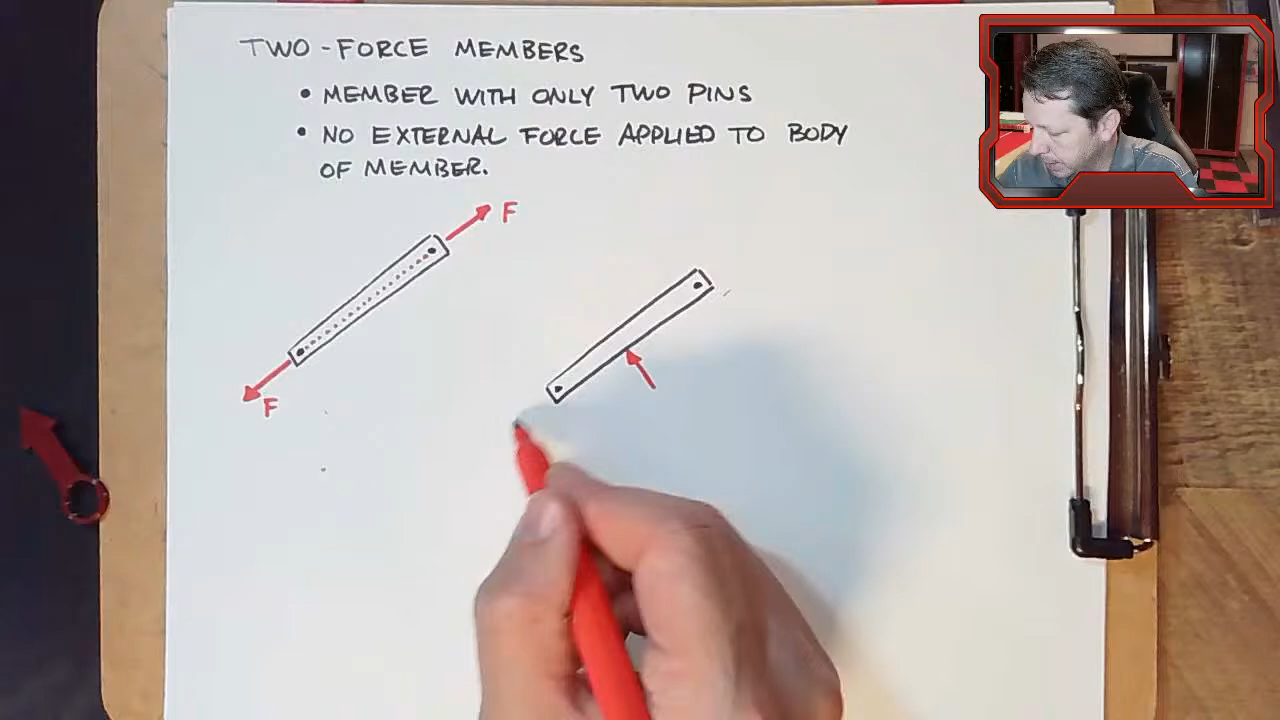 TWO-FORCE MEMBERS
• MEMBER WITH ONLY TWO PINS
• NO EXTERNAL FORCE APPLIED TO BODY
OF MEMBER.
F
F